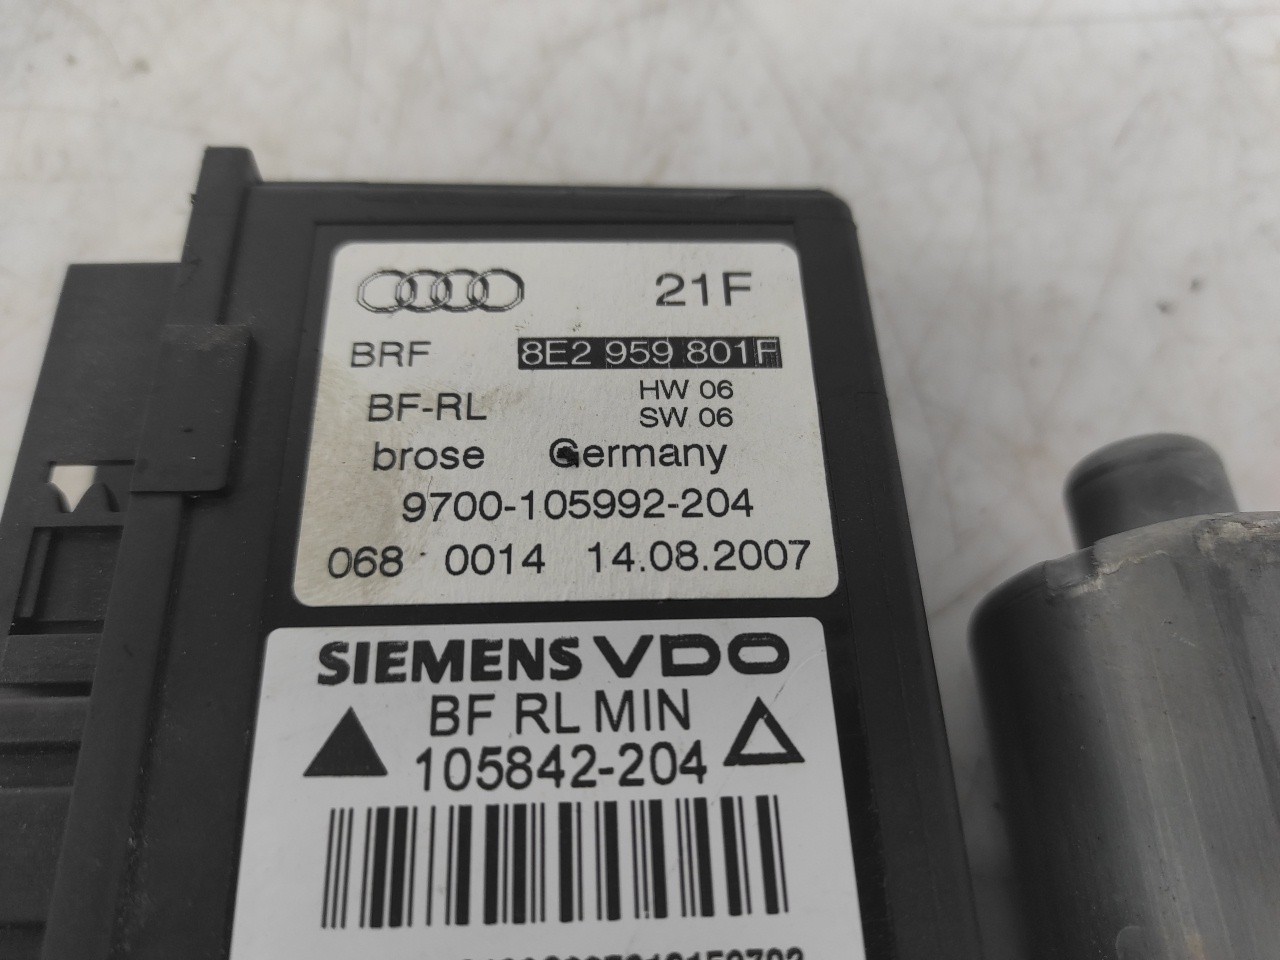 21F
BRF 8E2 959 801F
BF-RL HW 06
SW 06
brose Germany
9700-105992-204
068 0014 14.08.2007
SIEMENS VDO
BF RL MIN
105842-204